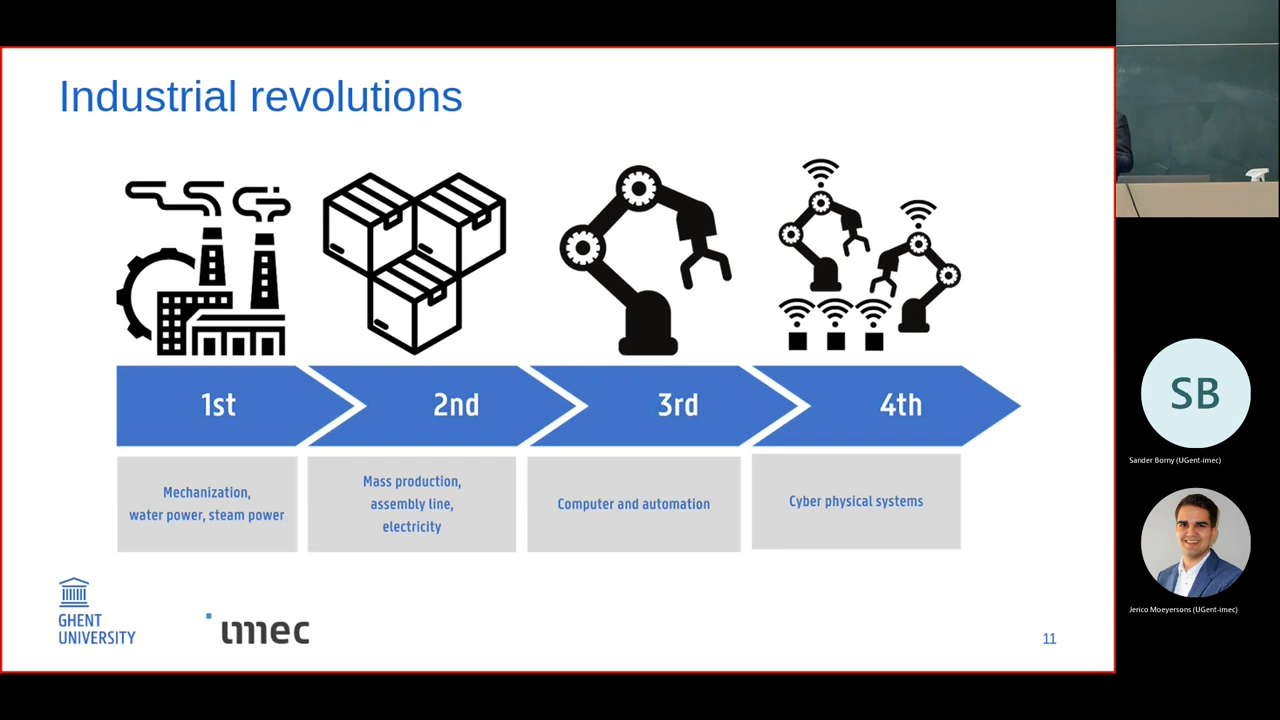 Industrial revolutions
1st
2nd
3rd
4th
Mechanization,
water power, steam power
Mass production,
assembly line,
electricity
Computer and automation
Cyber physical systems
GHENT
UNIVERSITY
imec
11
SB
Sander Borny (UGent-imec)
Jerico Moeyersons (UGent-imec)